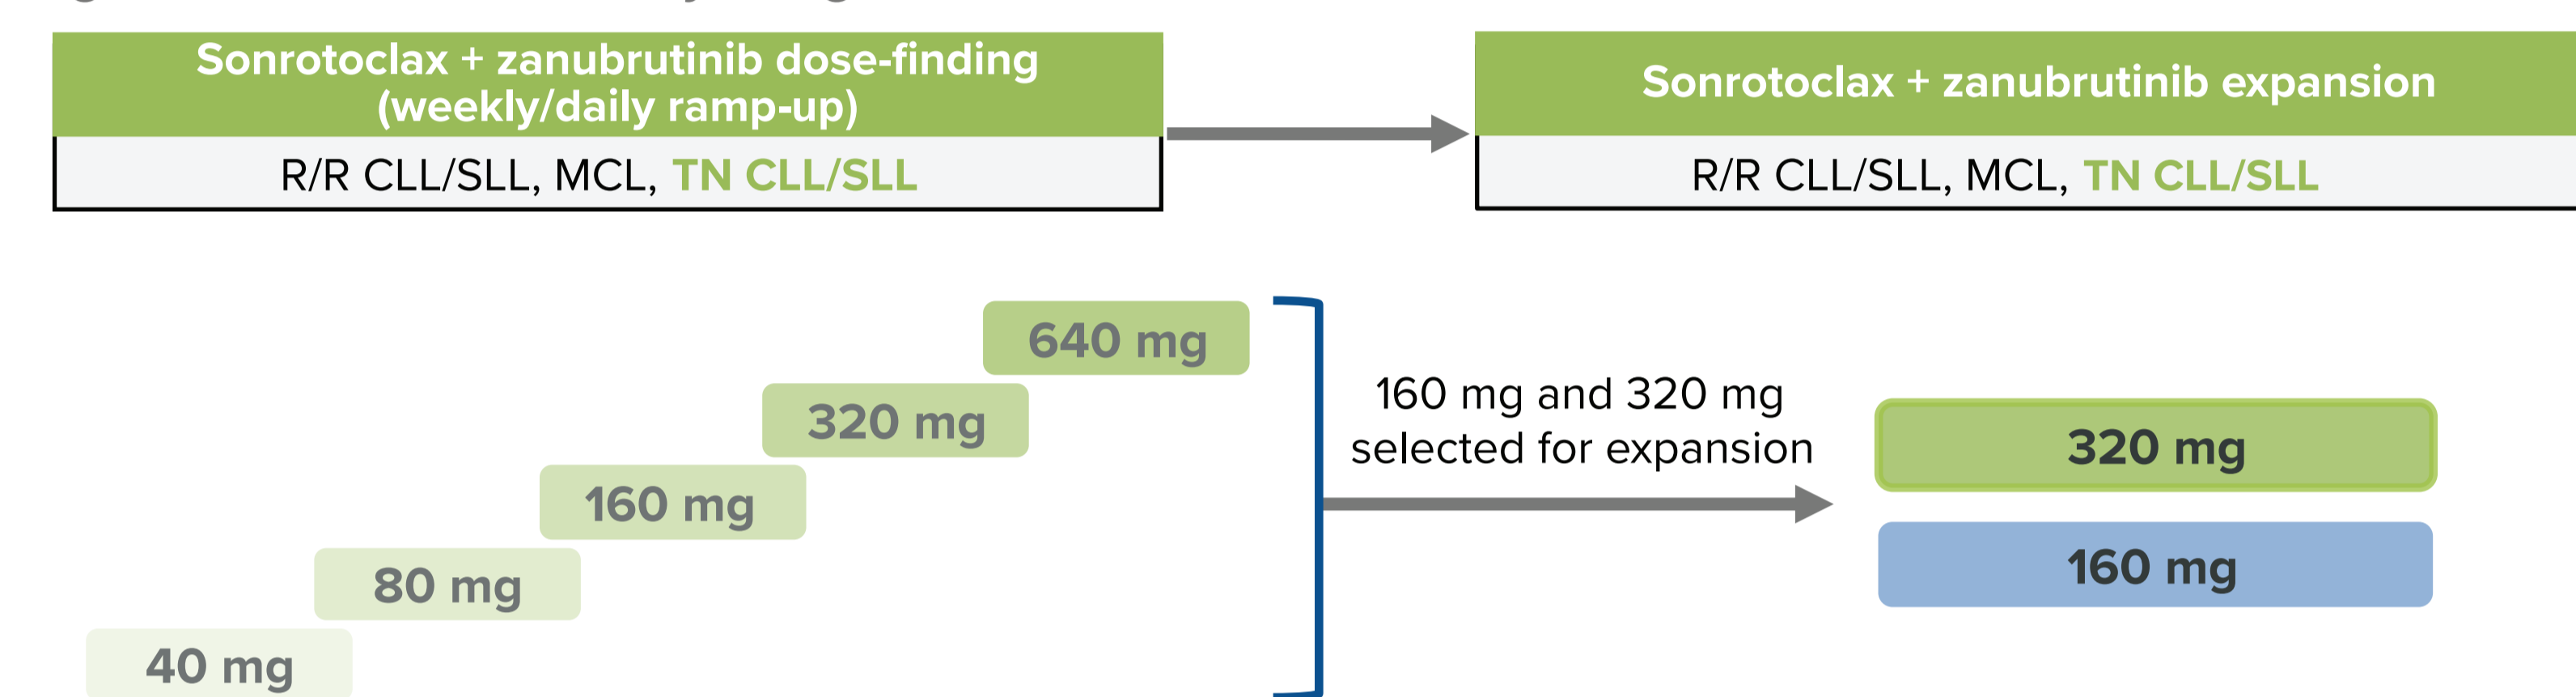 Sonrotoclax + zanubrutinib dose-finding
(weekly/daily ramp-up)
R/R CLL/SLL, MCL, TN CLL/SLL
Sonrotoclax + zanubrutinib expansion
R/R CLL/SLL, MCL, TN CLL/SLL
640 mg
320 mg
160 mg
80 mg
40 mg
160 mg and 320 mg
selected for expansion
320 mg
160 mg